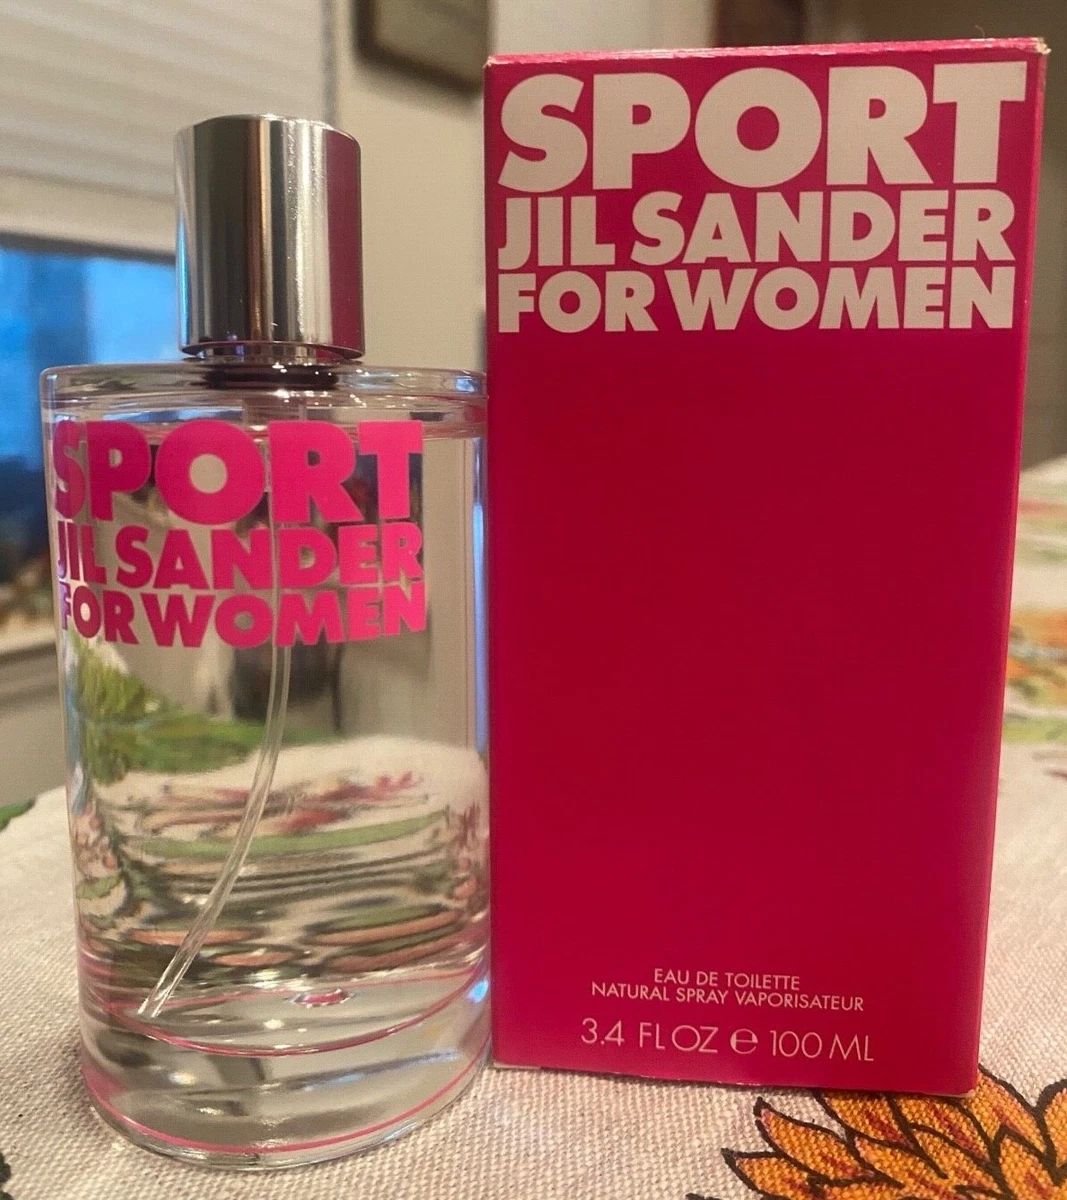 SPORT
JIL SANDER
FOR WOMEN
SPORT
JIL SANDER
FOR WOMEN
EAU DE TOILETTE
NATURAL SPRAY VAPORISATEUR
3.4 FL OZ ℮ 100 ML